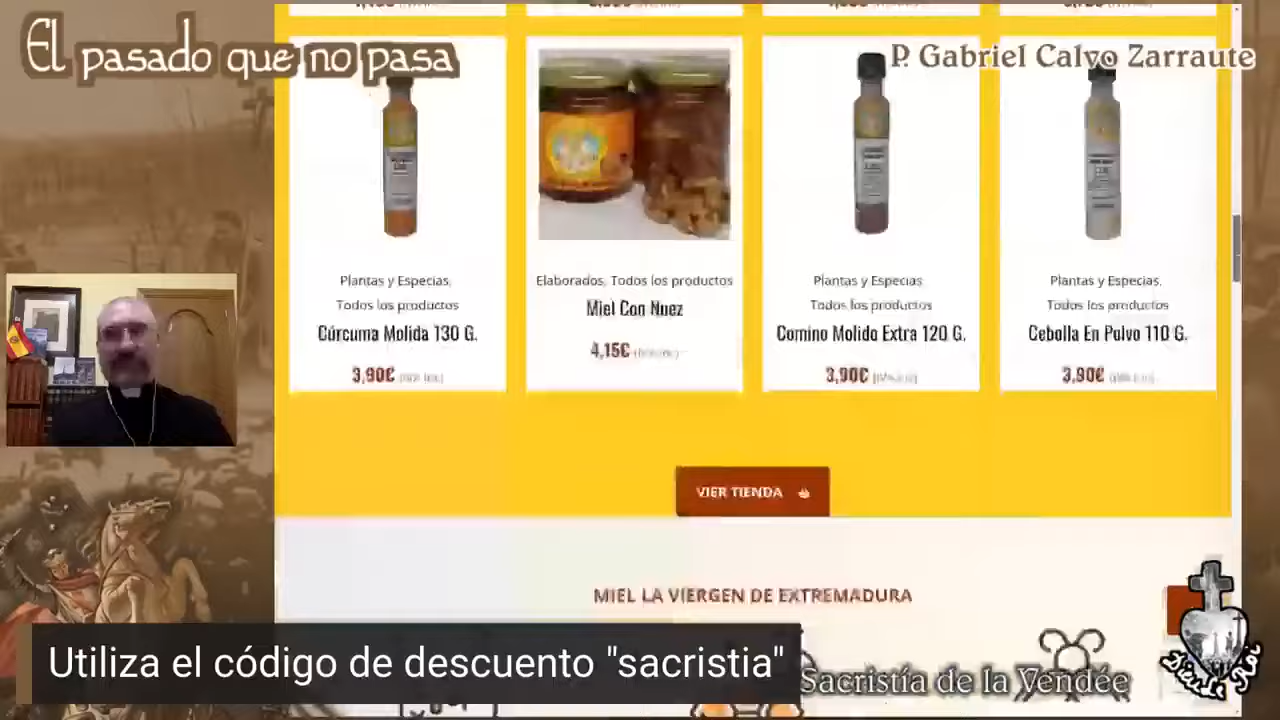 El pasado que no pasa
P. Gabriel Calvo Zarraute
Plantas y Especias,
Todos los productos
Cúrcuma Molida 130 G.
3,90€
Elaborados, Todos los productos
Miel Con Nuez
4,15€
Plantas y Especias
Todos los productos
Comino Molido Extra 120 G.
3,90€
Plantas y Especias,
Todos los productos
Cebolla En Polvo 110 G.
3,90€
VIER TIENDA
MIEL LA VIERGEN DE EXTREMADURA
Utiliza el código de descuento "sacristia"
Sacristía de la Vendée